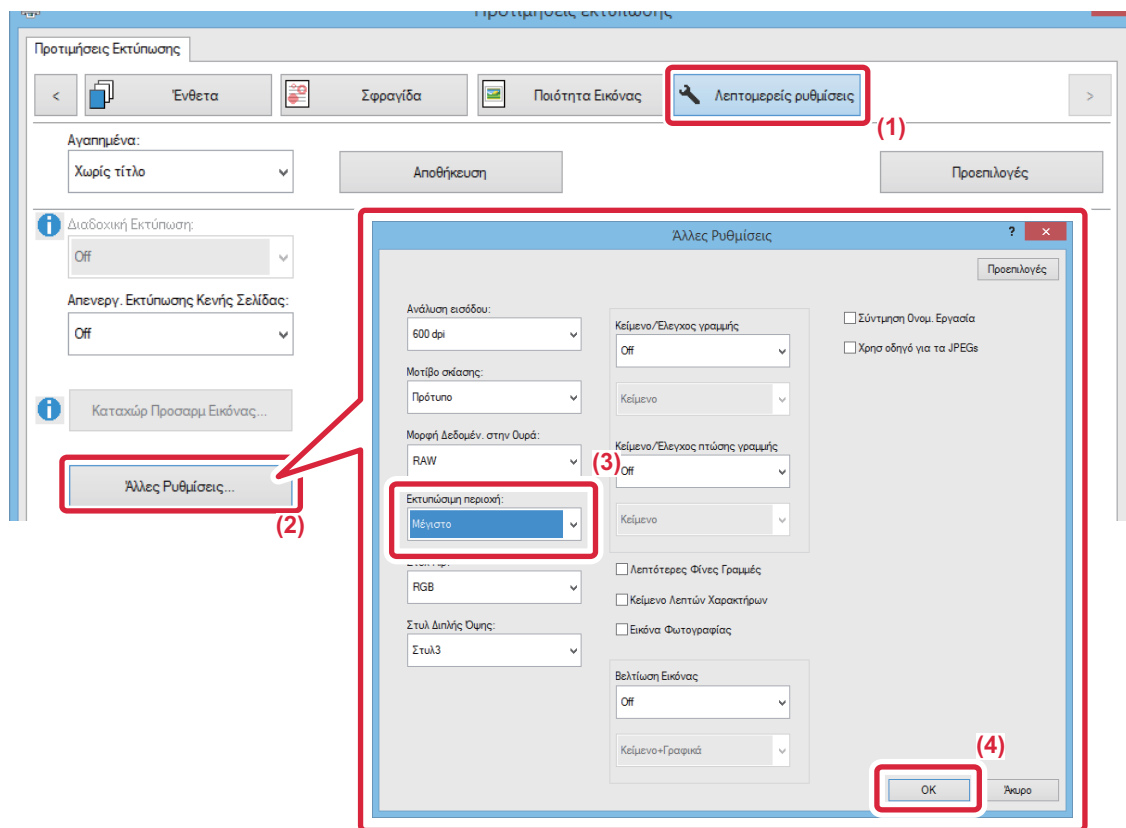 Προτιμήσεις εκτύπωσης
Προτιμήσεις Εκτύπωσης
< Ένθετα Σφραγίδα Ποιότητα Εικόνας Λεπτομερείς ρυθμίσεις >
(1)
Αγαπημένα:
Χωρίς τίτλο Αποθήκευση Προεπιλογές
Διαδοχική Εκτύπωση:
Off
Απενεργ. Εκτύπωσης Κενής Σελίδας:
Off
Καταχώρ Προσαρμ Εικόνας...
Άλλες Ρυθμίσεις...
(2)
Άλλες Ρυθμίσεις ? ×
Προεπιλογές
Ανάλυση εισόδου:
600 dpi
Μοτίβο σκίασης:
Πρότυπο
Μορφή Δεδομέν. στην Ουρά:
RAW
(3)
Εκτυπώσιμη περιοχή:
Μέγιστο
RGB
Στυλ Διπλής Όψης:
Στυλ3
Κείμενο/Έλεγχος γραμμής
Off
Κείμενο
Κείμενο/Έλεγχος πτώσης γραμμής
Off
Κείμενο
Λεπτότερες Φίνες Γραμμές
Κείμενο Λεπτών Χαρακτήρων
Εικόνα Φωτογραφίας
Βελτίωση Εικόνας
Off
Κείμενο+Γραφικά
Σύντμηση Ονομ. Εργασία
Χρησ οδηγό για τα JPEGs
(4)
OK Άκυρο